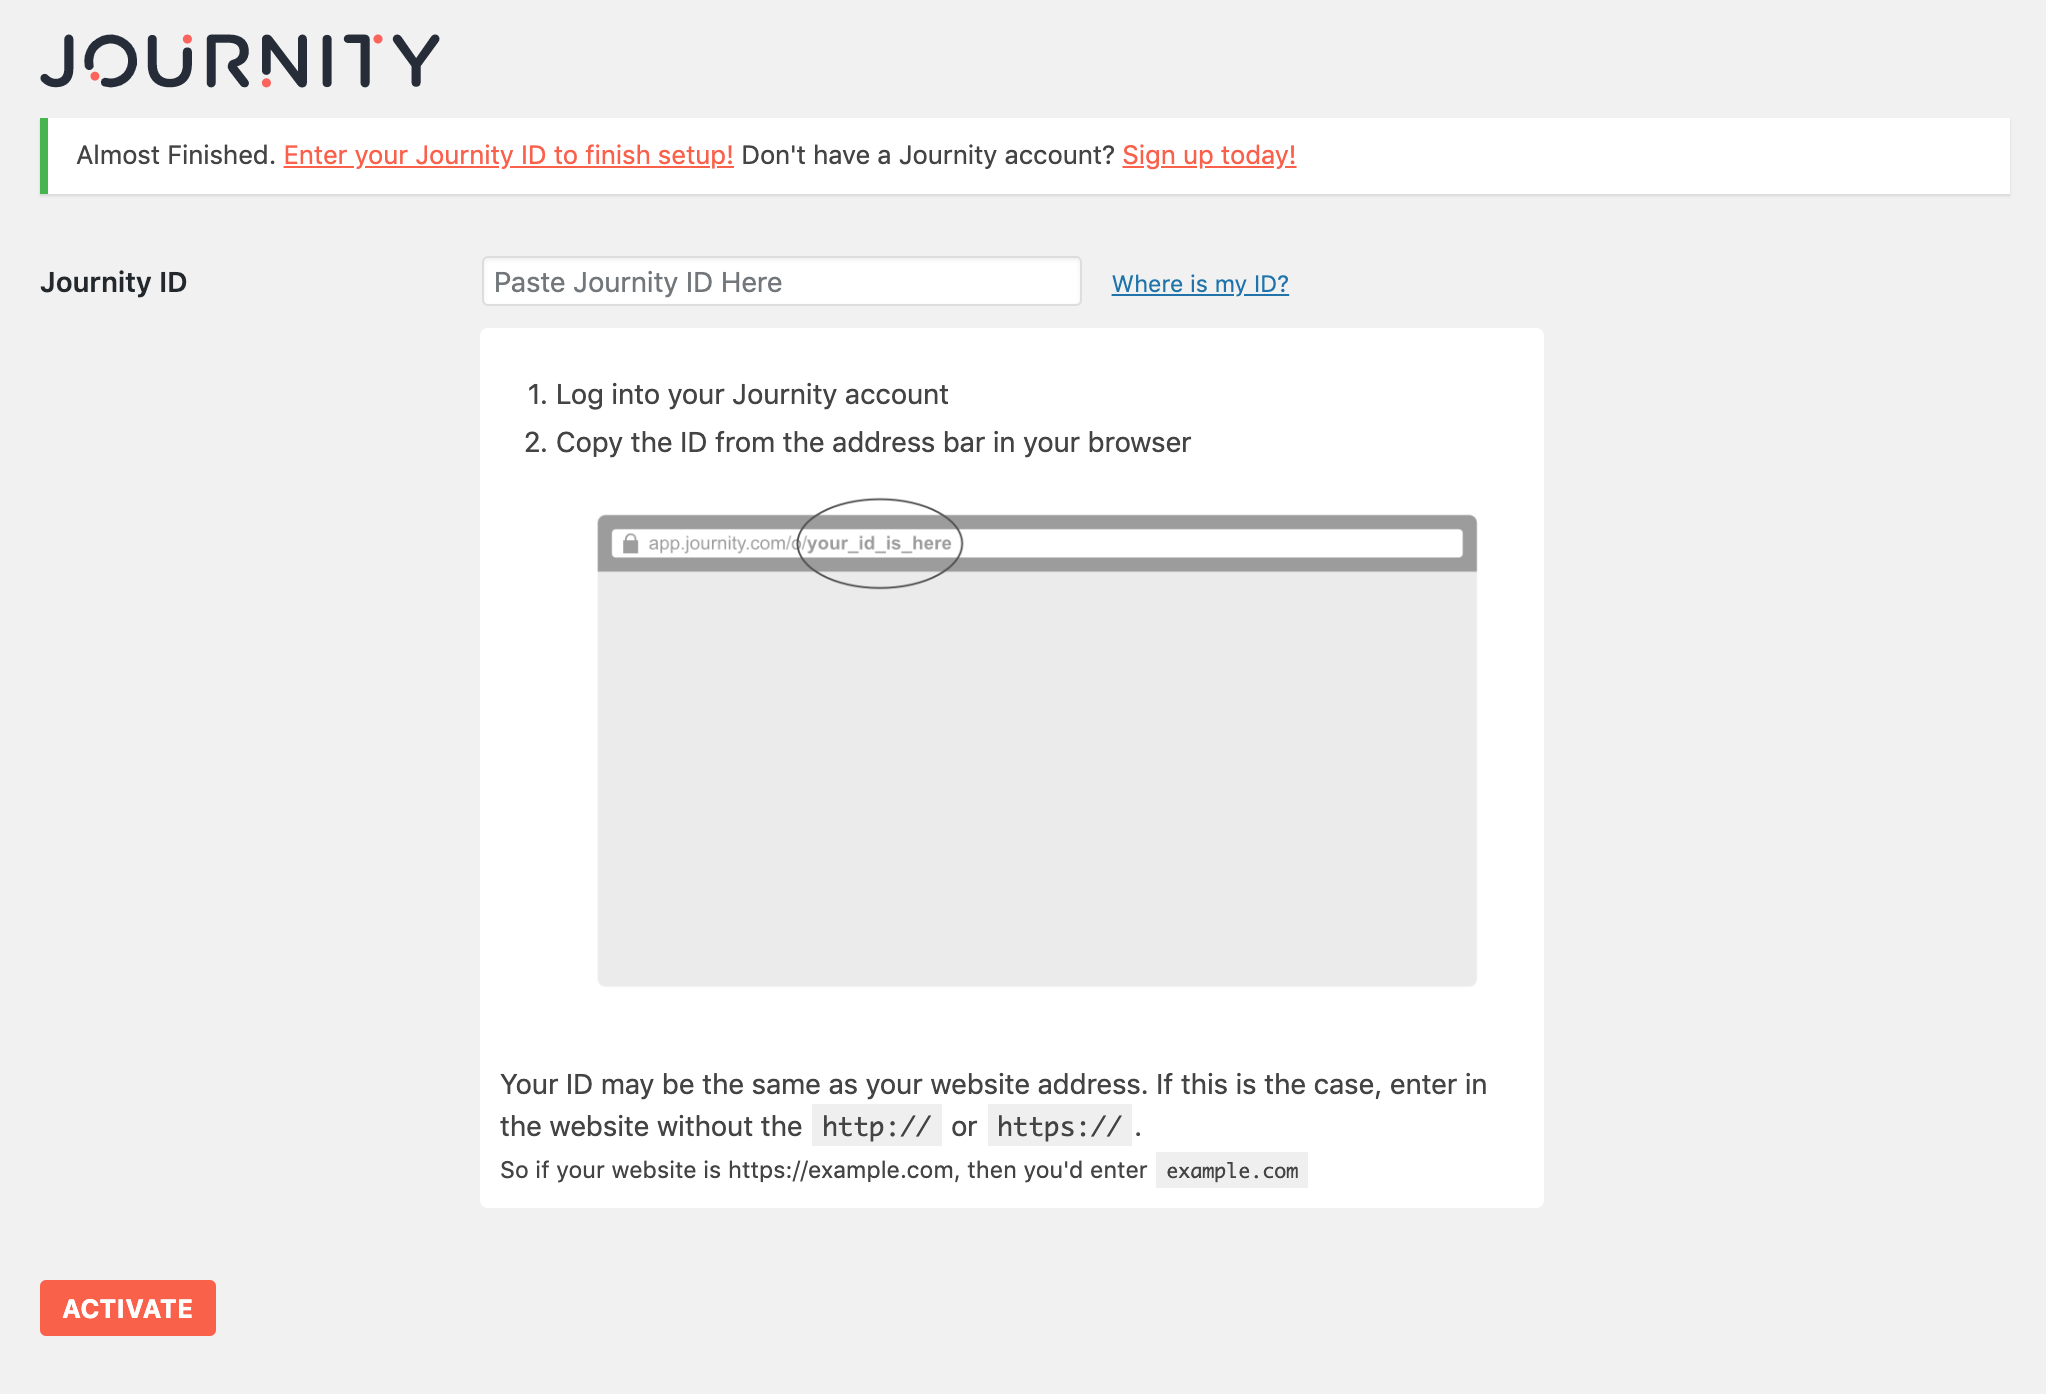 JOURNITY
Almost Finished. Enter your Journity ID to finish setup! Don't have a Journity account? Sign up today!
Journity ID
Paste Journity ID Here
Where is my ID?
1. Log into your Journity account
2. Copy the ID from the address bar in your browser
app.journity.com/o/your_id_is_here
Your ID may be the same as your website address. If this is the case, enter in
the website without the http:// or https:// .
So if your website is https://example.com, then you'd enter example.com
ACTIVATE